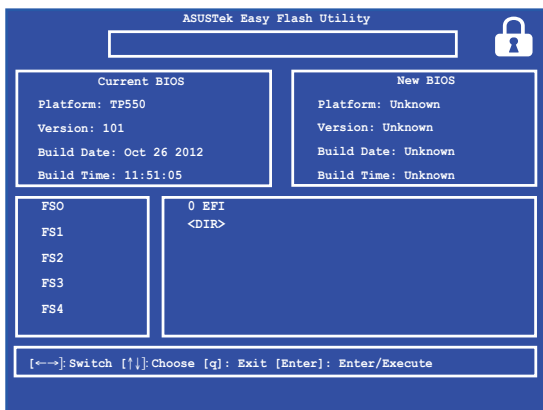 ASUSTek Easy Flash Utility
Current BIOS
Platform: TP550
Version: 101
Build Date: Oct 26 2012
Build Time: 11:51:05
New BIOS
Platform: Unknown
Version: Unknown
Build Date: Unknown
Build Time: Unknown
FSO
FS1
FS2
FS3
FS4
0 EFI
<DIR>
[←→]: Switch [↑↓]: Choose [q]: Exit [Enter]: Enter/Execute